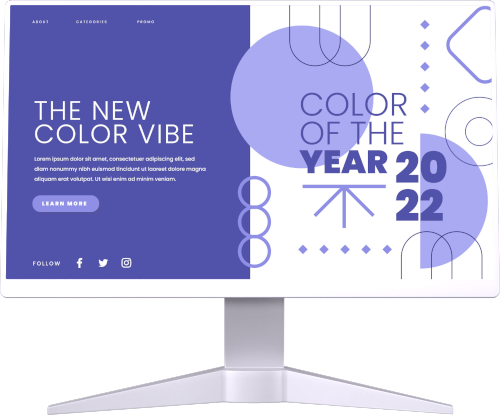 ABOUT CATEGORIES PROMO
THE NEW
COLOR VIBE
Lorem ipsum dolor sit amet, consectetuer adipiscing elit, sed
diam nonummy nibh euismod tincidunt ut laoreet dolore magna
aliquam erat volutpat. Ut wisi enim ad minim veniam.
LEARN MORE
FOLLOW
COLOR
OF THE
YEAR 20
22